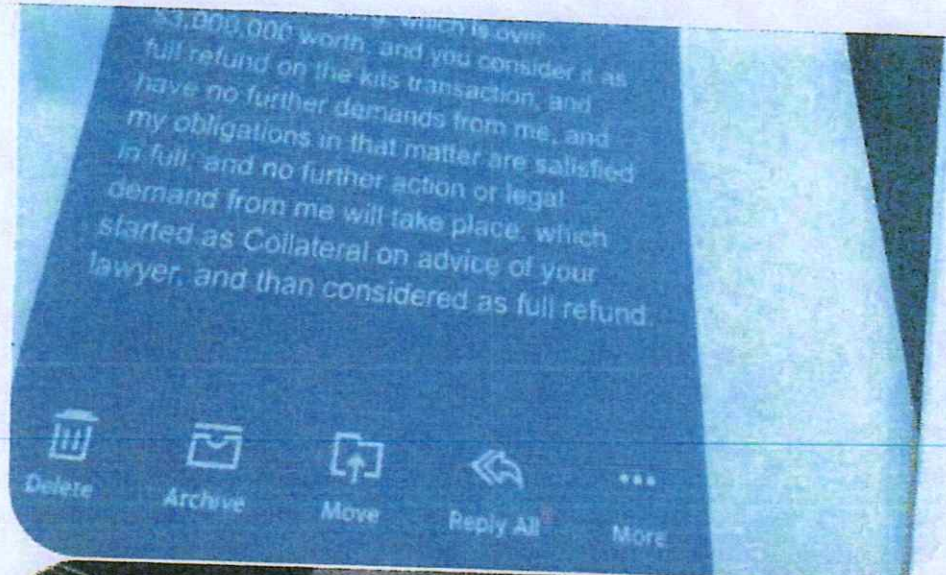 which is over
$3,000,000 worth, and you consider it as
full refund on the kits transaction, and
have no further demands from me, and
my obligations in that matter are satisfied
in full, and no further action or legal
demand from me will take place, which
started as Collateral on advice of your
lawyer, and than considered as full refund.
Delete
Archive
Move
Reply All
More